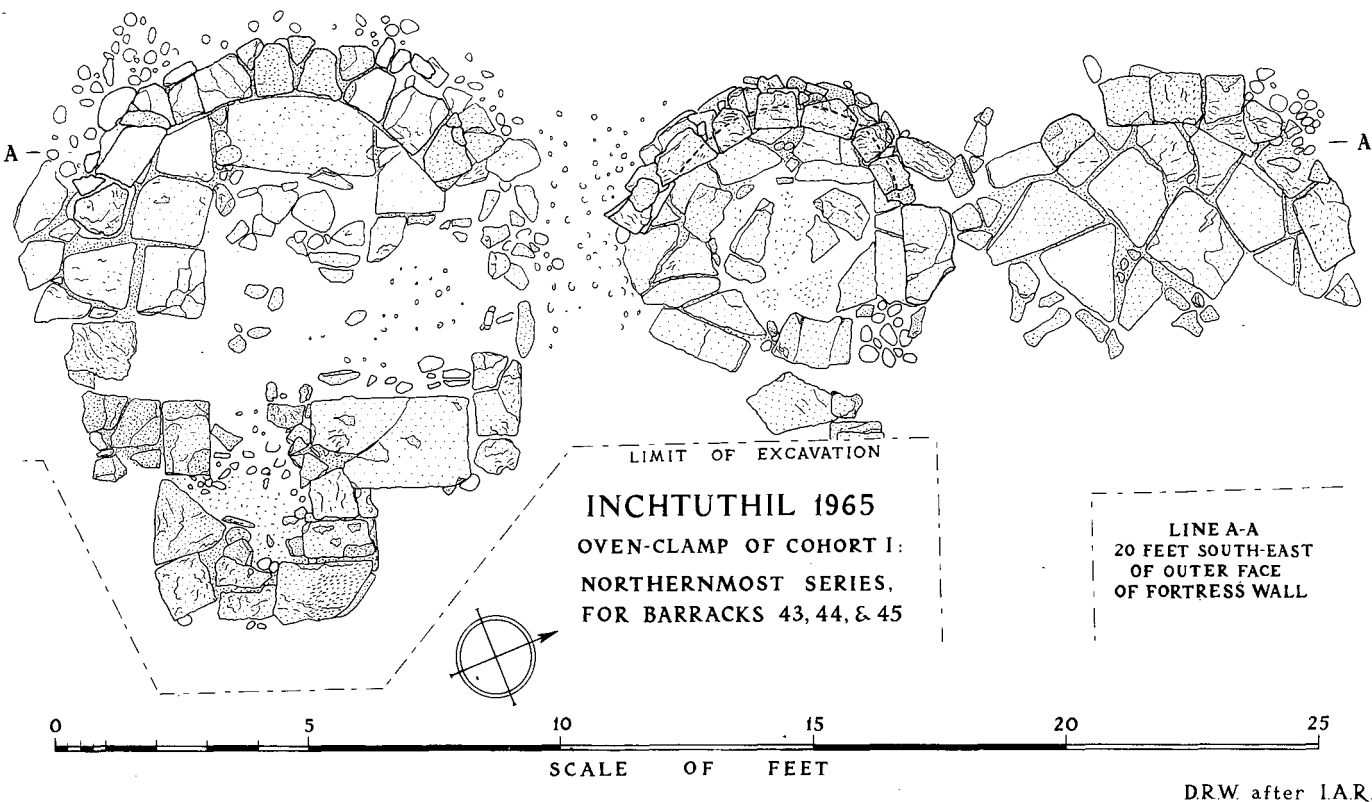 A — — A
LIMIT OF EXCAVATION
INCHTUTHIL 1965
OVEN-CLAMP OF COHORT I:
NORTHERNMOST SERIES,
FOR BARRACKS 43, 44, & 45
LINE A-A
20 FEET SOUTH-EAST
OF OUTER FACE
OF FORTRESS WALL
0 5 10 15 20 25
SCALE OF FEET
D.R.W. after I.A.R